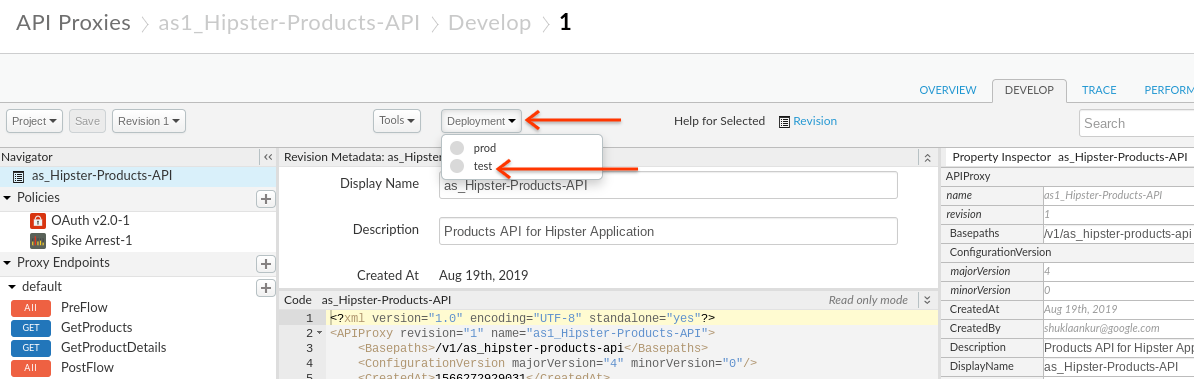 API Proxies > as1_Hipster-Products-API > Develop > 1
OVERVIEW DEVELOP TRACE PERFORM
Project Save Revision 1 Tools Deployment Help for Selected Revision Search
prod
test
Navigator
as_Hipster-Products-API
Policies
OAuth v2.0-1
Spike Arrest-1
Proxy Endpoints
default
All PreFlow
GET GetProducts
GET GetProductDetails
All PostFlow
Revision Metadata: as_Hipster
Display Name as_Hipster-Products-API
Description Products API for Hipster Application
Created At Aug 19th, 2019
Code as_Hipster-Products-API Read only mode
1 <?xml version="1.0" encoding="UTF-8" standalone="yes"?>
2 <APIProxy revision="1" name="as1_Hipster-Products-API">
3 <Basepaths>/v1/as_hipster-products-api</Basepaths>
4 <ConfigurationVersion majorVersion="4" minorVersion="0"/>
5 <CreatedAt>1566272929031</CreatedAt>
Property Inspector as_Hipster-Products-API
APIProxy
name as1_Hipster-Products-API
revision 1
Basepaths /v1/as_hipster-products-api
ConfigurationVersion
majorVersion 4
minorVersion 0
CreatedAt Aug 19th, 2019
CreatedBy shuklaankur@google.com
Description Products API for Hipster App
DisplayName as_Hipster-Products-API